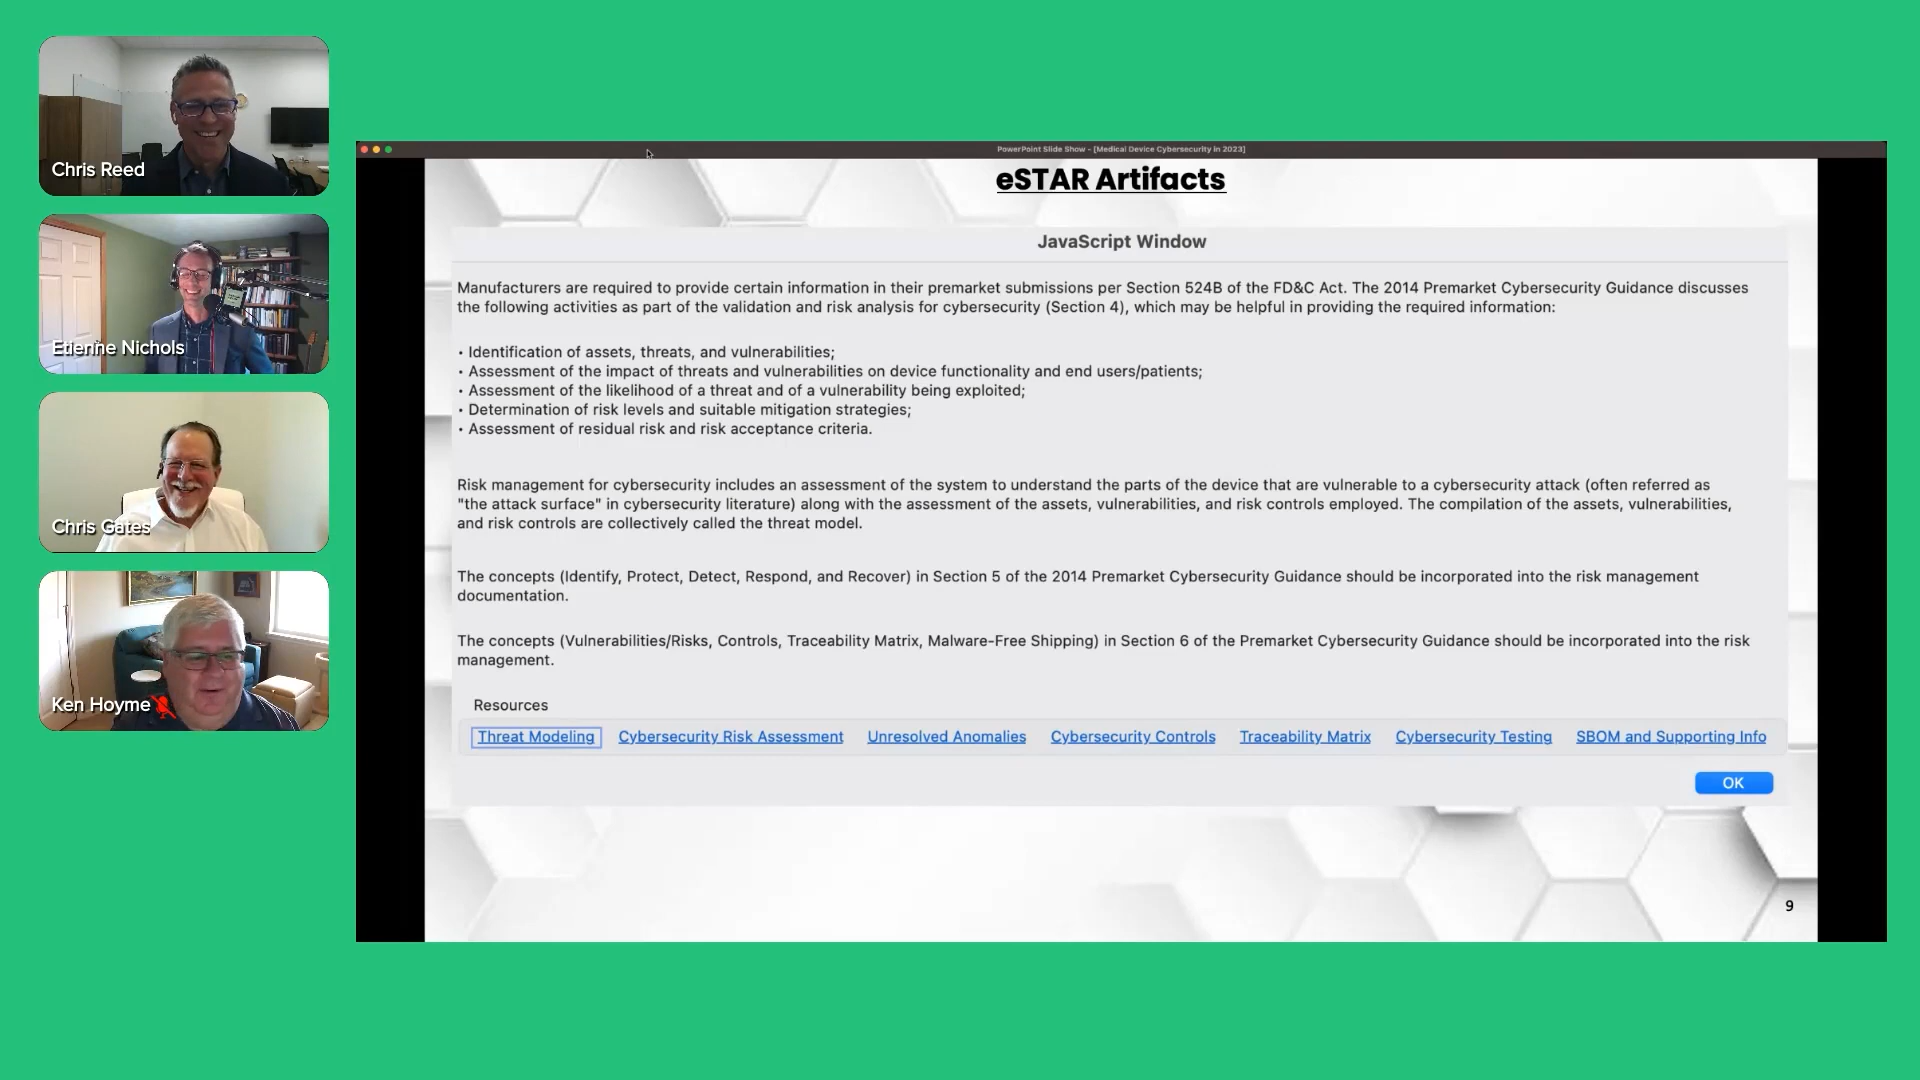 Chris Reed
Etienne Nichols
Chris Gates
Ken Hoyme
PowerPoint Slide Show - [Medical Device Cybersecurity in 2023]
eSTAR Artifacts
JavaScript Window
Manufacturers are required to provide certain information in their premarket submissions per Section 524B of the FD&C Act. The 2014 Premarket Cybersecurity Guidance discusses
the following activities as part of the validation and risk analysis for cybersecurity (Section 4), which may be helpful in providing the required information:
• Identification of assets, threats, and vulnerabilities;
• Assessment of the impact of threats and vulnerabilities on device functionality and end users/patients;
• Assessment of the likelihood of a threat and of a vulnerability being exploited;
• Determination of risk levels and suitable mitigation strategies;
• Assessment of residual risk and risk acceptance criteria.
Risk management for cybersecurity includes an assessment of the system to understand the parts of the device that are vulnerable to a cybersecurity attack (often referred as
"the attack surface" in cybersecurity literature) along with the assessment of the assets, vulnerabilities, and risk controls employed. The compilation of the assets, vulnerabilities,
and risk controls are collectively called the threat model.
The concepts (Identify, Protect, Detect, Respond, and Recover) in Section 5 of the 2014 Premarket Cybersecurity Guidance should be incorporated into the risk management
documentation.
The concepts (Vulnerabilities/Risks, Controls, Traceability Matrix, Malware-Free Shipping) in Section 6 of the Premarket Cybersecurity Guidance should be incorporated into the risk
management.
Resources
Threat Modeling Cybersecurity Risk Assessment Unresolved Anomalies Cybersecurity Controls Traceability Matrix Cybersecurity Testing SBOM and Supporting Info
OK
9